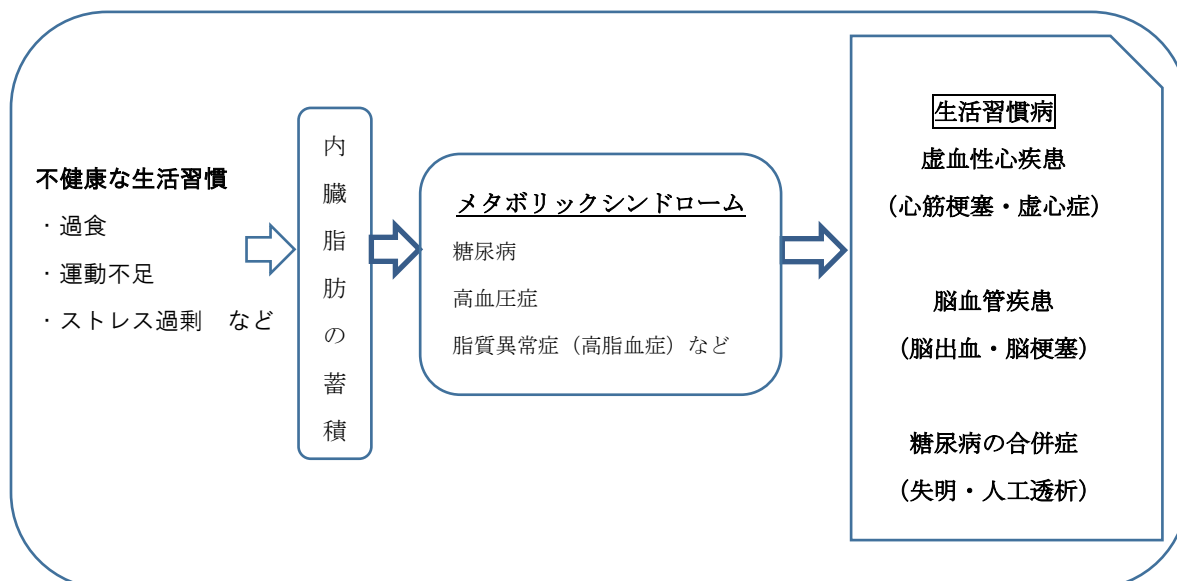 不健康な生活習慣
・過食
・運動不足
・ストレス過剰　など
内臓脂肪の蓄積
メタボリックシンドローム
糖尿病
高血圧症
脂質異常症（高脂血症）など
生活習慣病
虚血性心疾患
（心筋梗塞・虚心症）
脳血管疾患
（脳出血・脳梗塞）
糖尿病の合併症
（失明・人工透析）